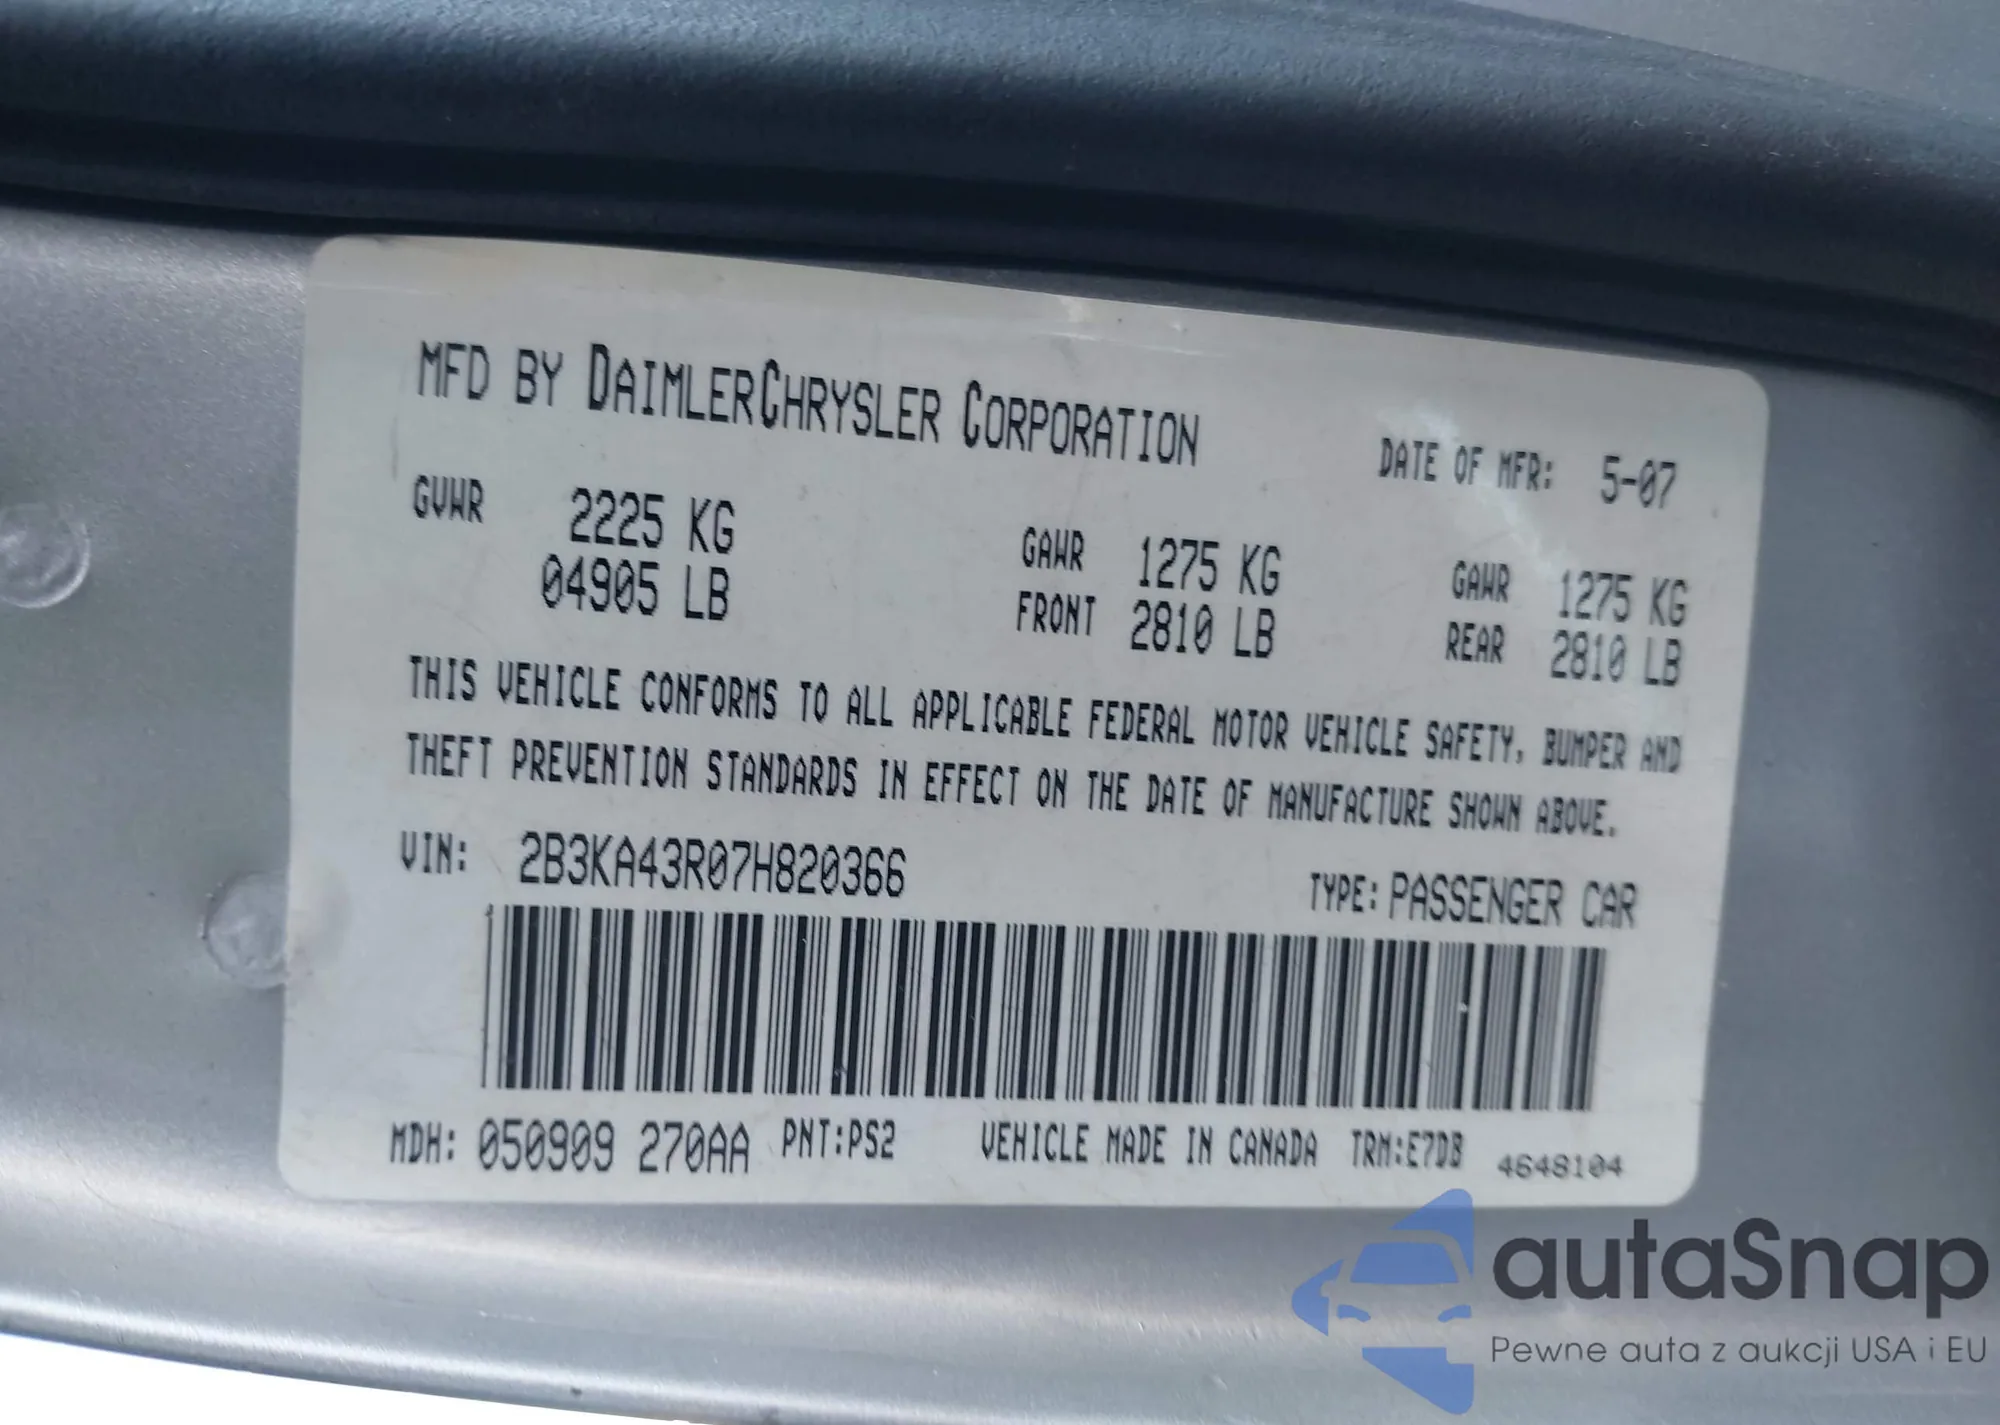 MFD BY DAIMLERCHRYSLER CORPORATION
DATE OF MFR: 5-07
GVWR 2225 KG
04905 LB
GAWR 1275 KG
FRONT 2810 LB
GAWR 1275 KG
REAR 2810 LB
THIS VEHICLE CONFORMS TO ALL APPLICABLE FEDERAL MOTOR VEHICLE SAFETY, BUMPER AND
THEFT PREVENTION STANDARDS IN EFFECT ON THE DATE OF MANUFACTURE SHOWN ABOVE.
VIN: 2B3KA43R07H820366
TYPE: PASSENGER CAR
MDH: 050909 270AA PNT:PS2 VEHICLE MADE IN CANADA TRM:E7DB 4648104
autaSnap
Pewne auta z aukcji USA i EU